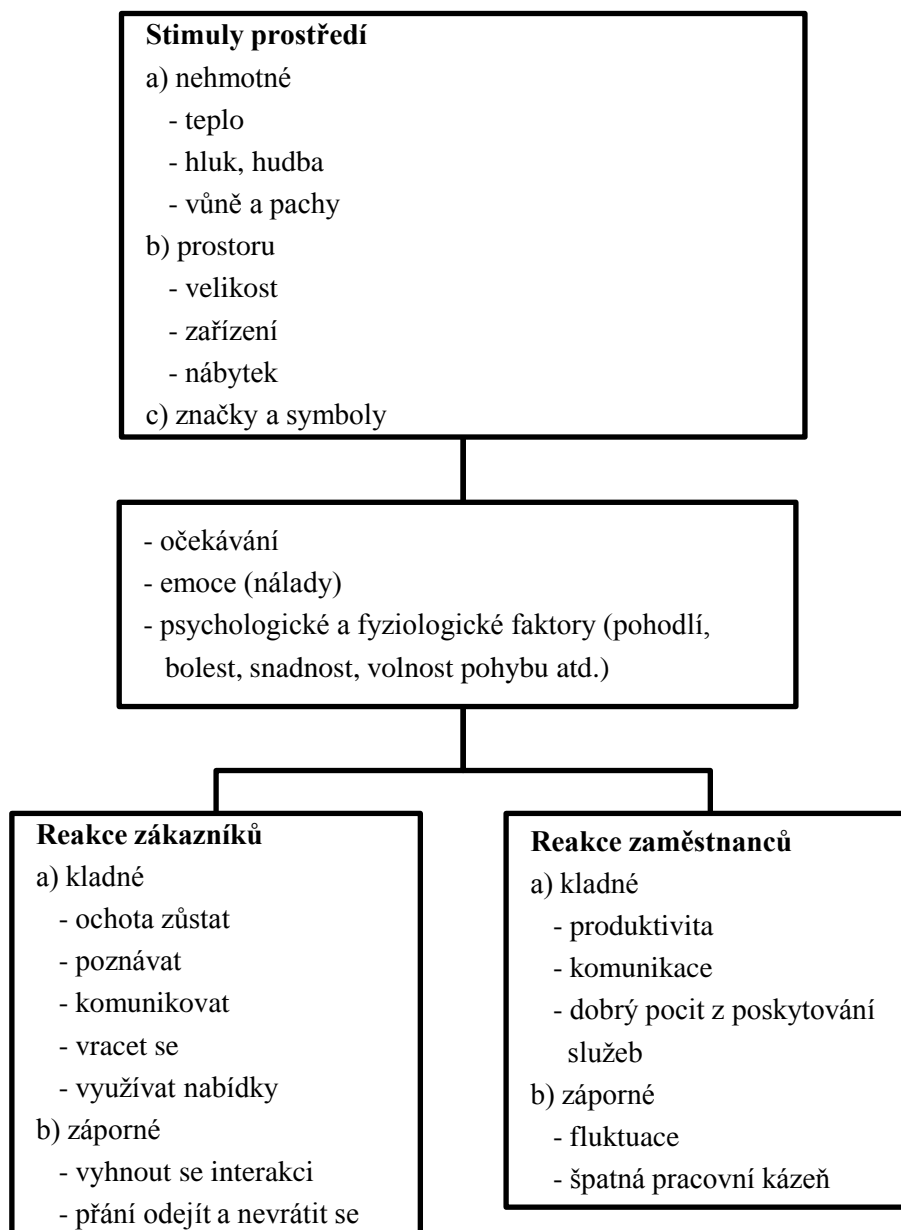 Stimuly prostředí
a) nehmotné
- teplo
- hluk, hudba
- vůně a pachy
b) prostoru
- velikost
- zařízení
- nábytek
c) značky a symboly
- očekávání
- emoce (nálady)
- psychologické a fyziologické faktory (pohodlí,
bolest, snadnost, volnost pohybu atd.)
Reakce zákazníků
a) kladné
- ochota zůstat
- poznávat
- komunikovat
- vracet se
- využívat nabídky
b) záporné
- vyhnout se interakci
- přání odejít a nevrátit se
Reakce zaměstnanců
a) kladné
- produktivita
- komunikace
- dobrý pocit z poskytování
služeb
b) záporné
- fluktuace
- špatná pracovní kázeň